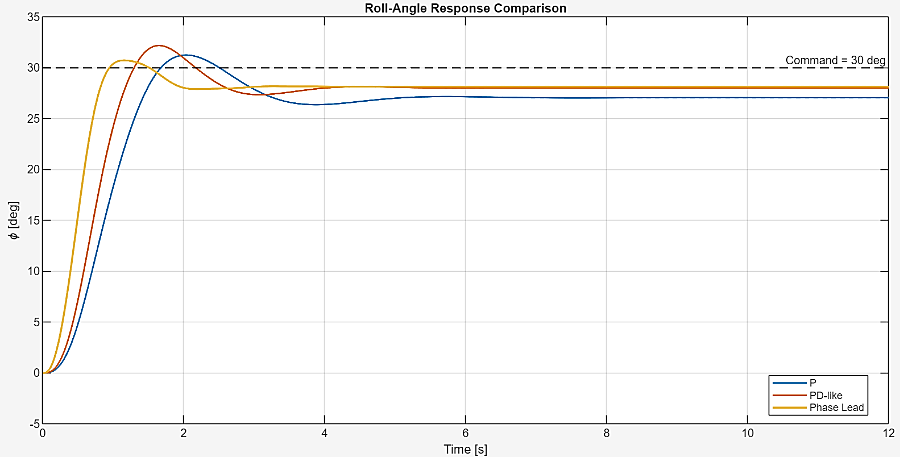 Roll-Angle Response Comparison
35
30
25
20
15
10
5
0
-5
ϕ [deg]
Command = 30 deg
P
PD-like
Phase Lead
0 2 4 6 8 10 12
Time [s]